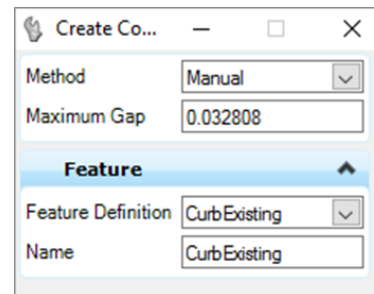 Create Co...
Method Manual
Maximum Gap 0.032808
Feature
Feature Definition CurbExisting
Name CurbExisting